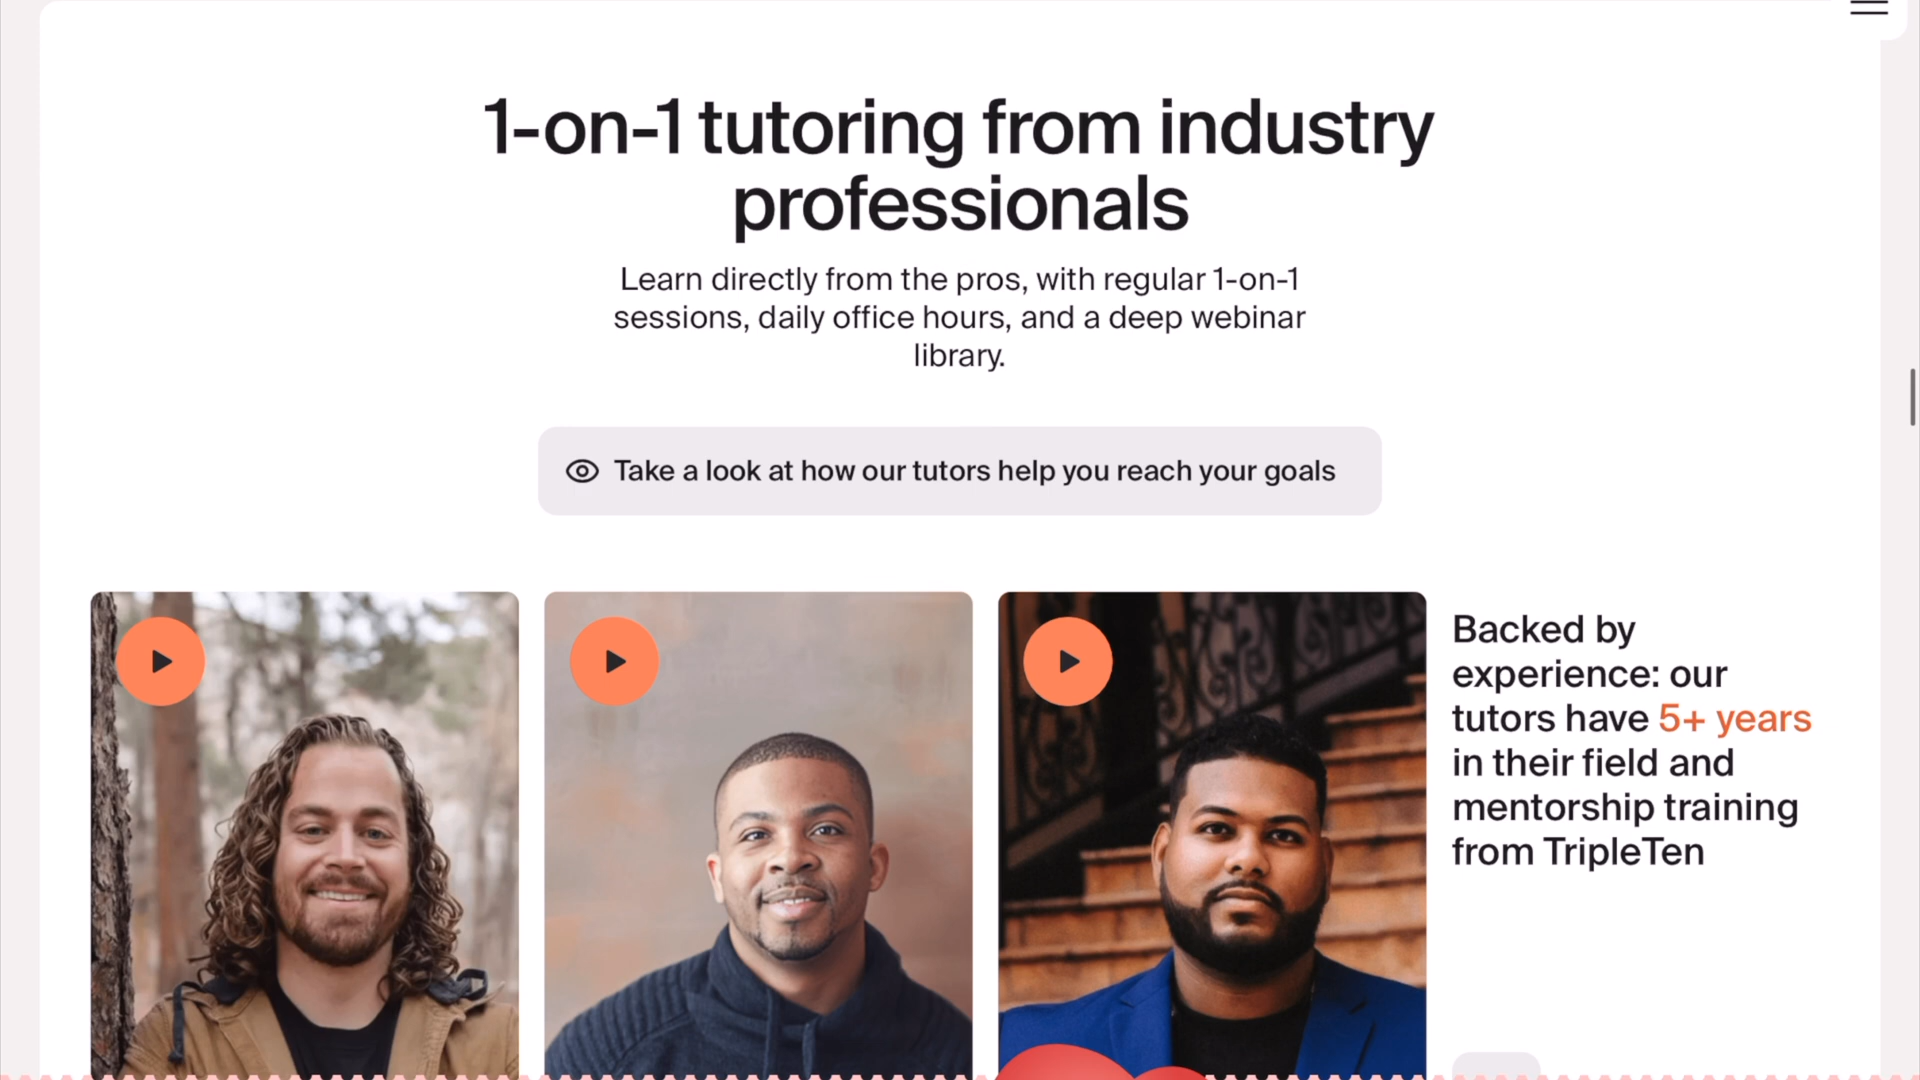 1-on-1 tutoring from industry
professionals
Learn directly from the pros, with regular 1-on-1
sessions, daily office hours, and a deep webinar
library.
Take a look at how our tutors help you reach your goals
Backed by
experience: our
tutors have 5+ years
in their field and
mentorship training
from TripleTen